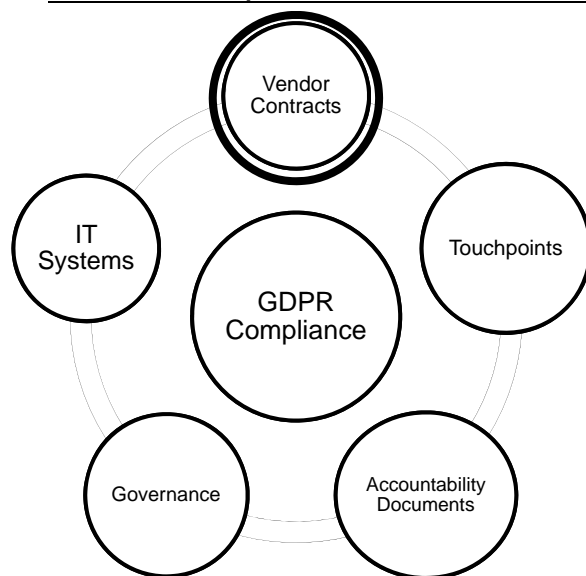 Vendor
Contracts
IT
Systems
Touchpoints
GDPR
Compliance
Governance
Accountability
Documents